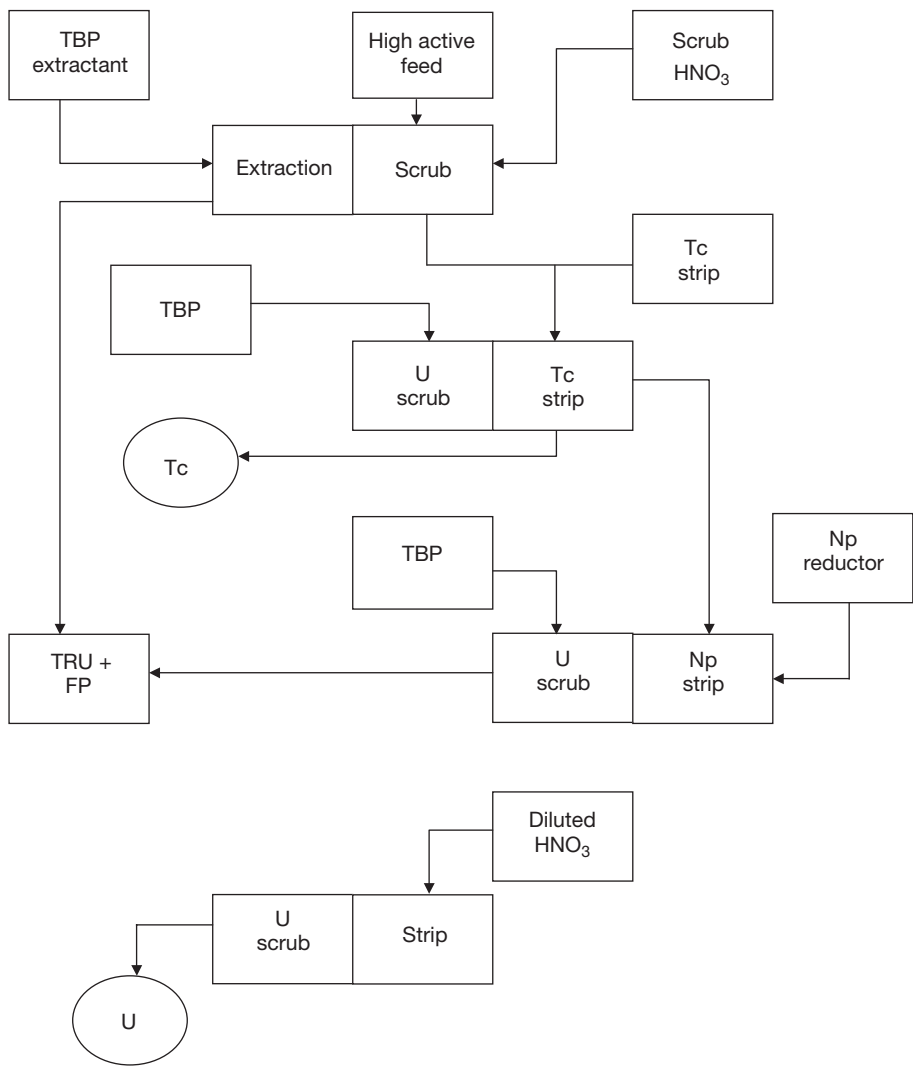 TBP
extractant
High active
feed
Scrub
HNO₃
Extraction
Scrub
Tc
strip
TBP
U
scrub
Tc
strip
Tc
TBP
Np
reductor
TRU +
FP
U
scrub
Np
strip
Diluted
HNO₃
U
scrub
Strip
U